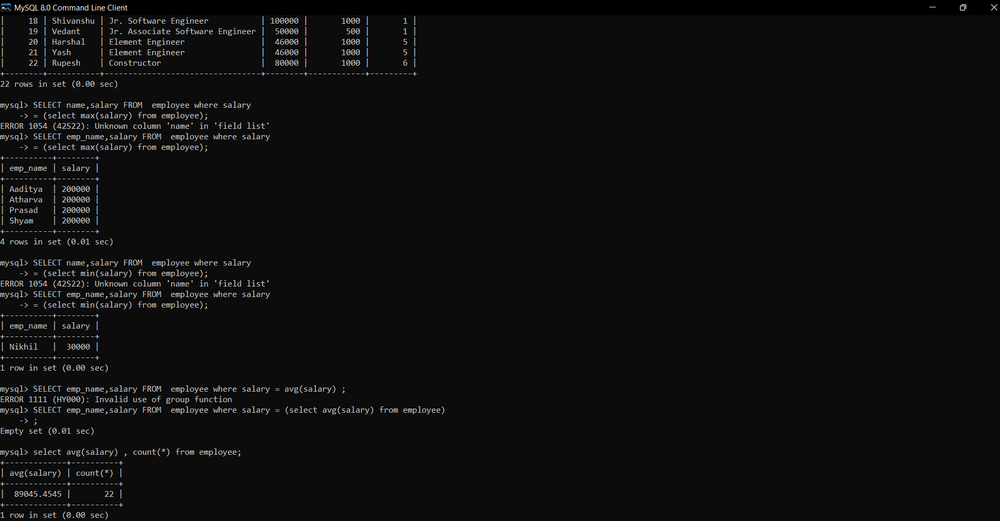 MySQL 8.0 Command Line Client
|     18 | Shivanshu | Jr. Software Engineer           | 100000 |       1000 |       1 |
|     19 | Vedant    | Jr. Associate Software Engineer |  50000 |        500 |       1 |
|     20 | Harshal   | Element Engineer                |  46000 |       1000 |       5 |
|     21 | Yash      | Element Engineer                |  46000 |       1000 |       5 |
|     22 | Rupesh    | Constructor                     |  80000 |       1000 |       6 |
+--------+-----------+---------------------------------+--------+------------+---------+
22 rows in set (0.00 sec)
mysql> SELECT name,salary FROM  employee where salary
    -> = (select max(salary) from employee);
ERROR 1054 (42S22): Unknown column 'name' in 'field list'
mysql> SELECT emp_name,salary FROM  employee where salary
    -> = (select max(salary) from employee);
+----------+--------+
| emp_name | salary |
+----------+--------+
| Aaditya  | 200000 |
| Atharva  | 200000 |
| Prasad   | 200000 |
| Shyam    | 200000 |
+----------+--------+
4 rows in set (0.01 sec)
mysql> SELECT name,salary FROM  employee where salary
    -> = (select min(salary) from employee);
ERROR 1054 (42S22): Unknown column 'name' in 'field list'
mysql> SELECT emp_name,salary FROM  employee where salary
    -> = (select min(salary) from employee);
+----------+--------+
| emp_name | salary |
+----------+--------+
| Nikhil   |  30000 |
+----------+--------+
1 row in set (0.00 sec)
mysql> SELECT emp_name,salary FROM  employee where salary = avg(salary) ;
ERROR 1111 (HY000): Invalid use of group function
mysql> SELECT emp_name,salary FROM  employee where salary = (select avg(salary) from employee)
    -> ;
Empty set (0.01 sec)
mysql> select avg(salary) , count(*) from employee;
+-------------+----------+
| avg(salary) | count(*) |
+-------------+----------+
|  89045.4545 |       22 |
+-------------+----------+
1 row in set (0.00 sec)